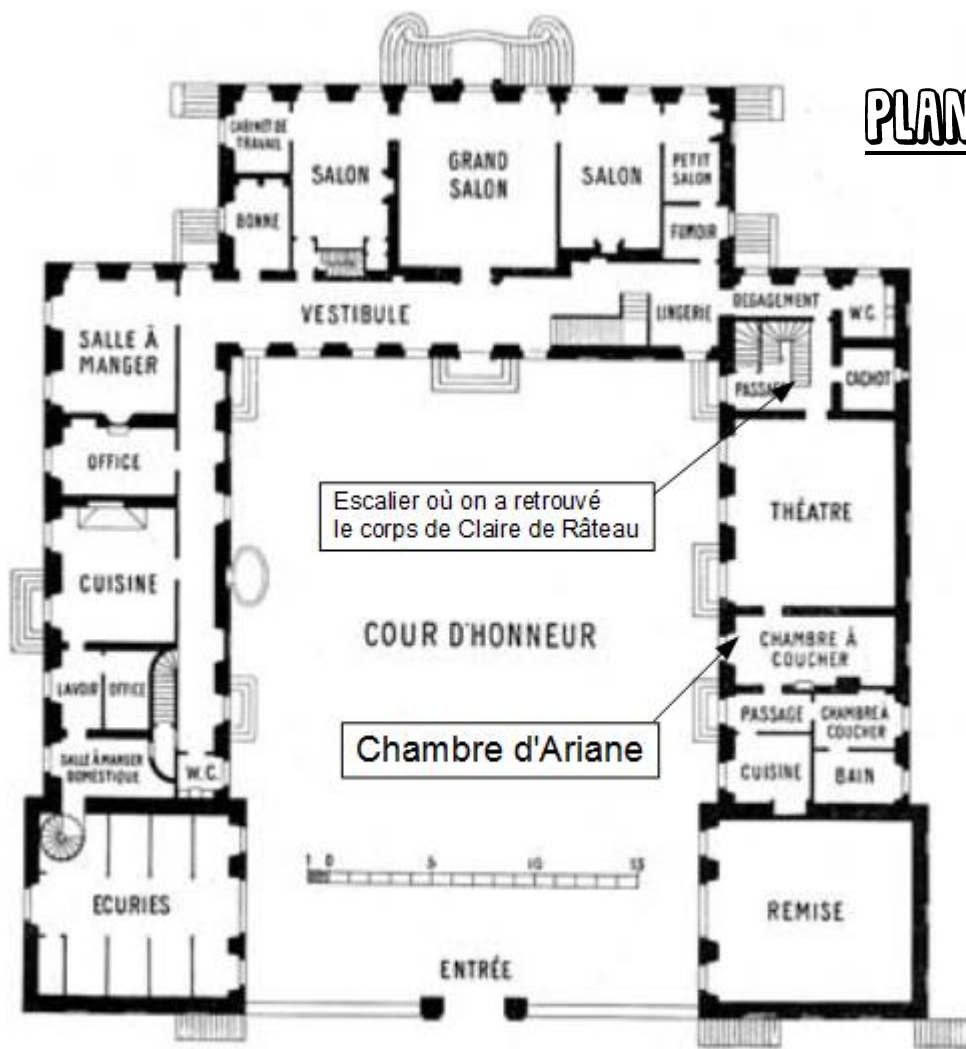 PLAN
CABINET DE
TRAVAIL
SALON
GRAND
SALON
SALON
PETIT
SALON
BONNE
FUMOIR
VESTIBULE
LINGERIE
DEGAGEMENT
W.C.
SALLE À
MANGER
PASSAGE
CACHOT
OFFICE
Escalier où on a retrouvé
le corps de Claire de Râteau
THÉATRE
CUISINE
COUR D'HONNEUR
CHAMBRE À
COUCHER
LAVOIR
OFFICE
Chambre d'Ariane
PASSAGE
CHAMBRE À
COUCHER
SALLE À MANGER
DOMESTIQUE
W.C.
CUISINE
BAIN
1 0 5 10 15
ECURIES
REMISE
ENTRÉE